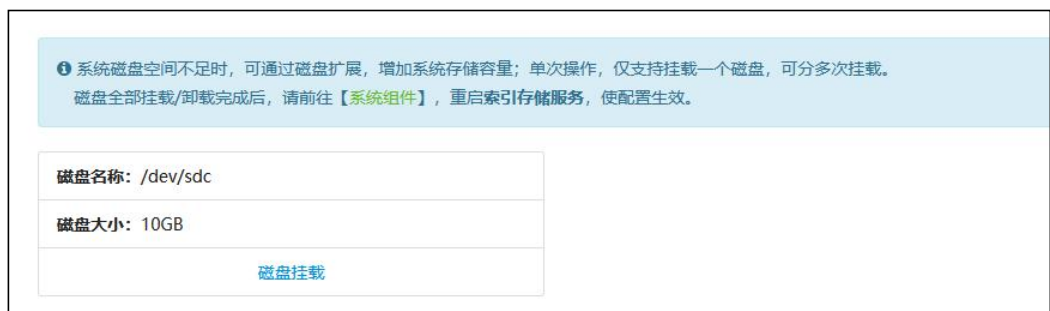 系统磁盘空间不足时，可通过磁盘扩展，增加系统存储容量；单次操作，仅支持挂载一个磁盘，可分多次挂载。
磁盘全部挂载/卸载完成后，请前往【系统组件】，重启索引存储服务，使配置生效。
磁盘名称：/dev/sdc
磁盘大小：10GB
磁盘挂载